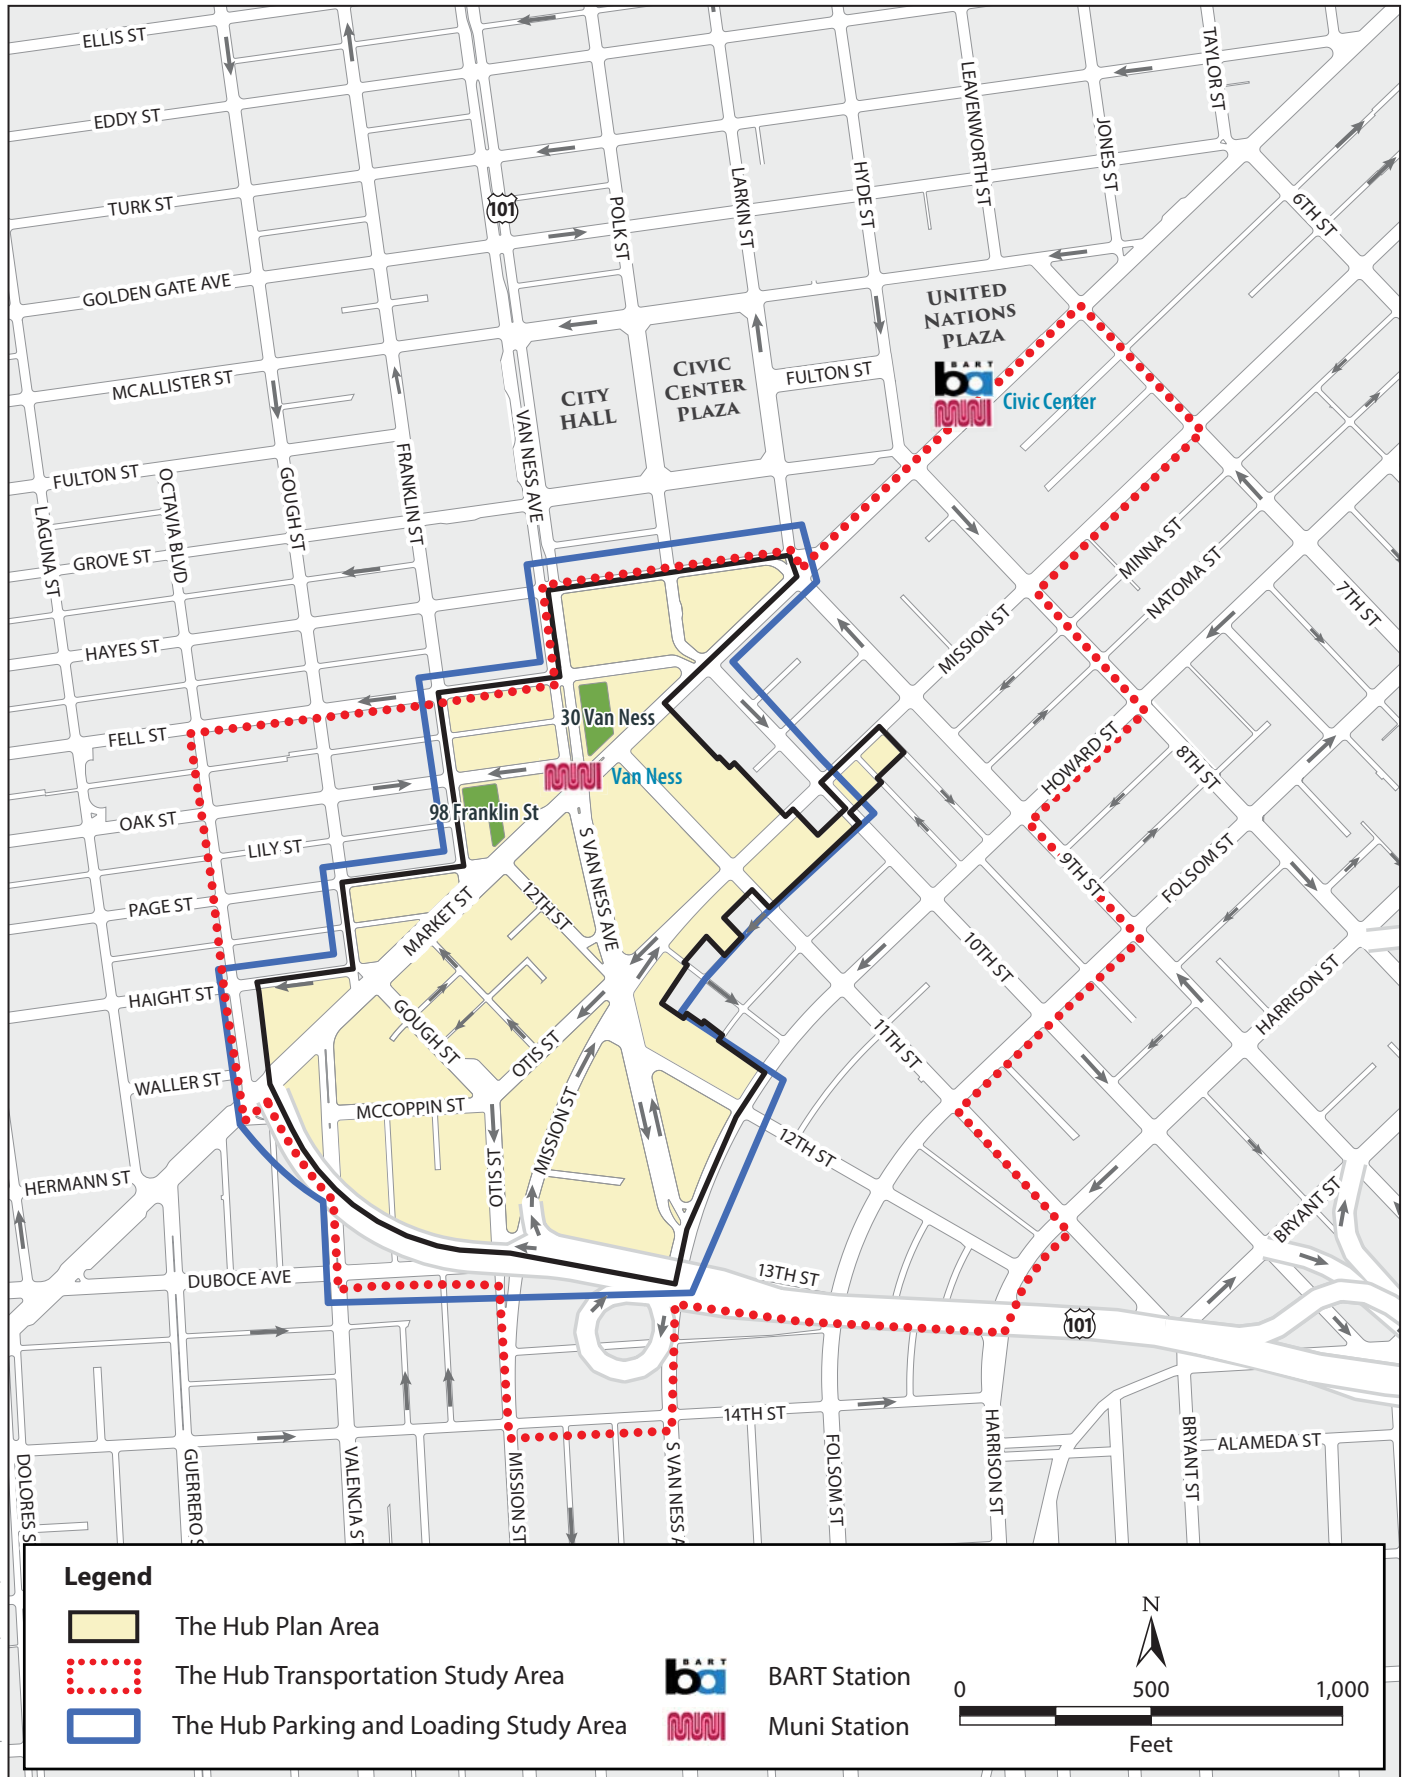 ELLIS ST
EDDY ST
TURK ST
GOLDEN GATE AVE
MCALLISTER ST
FULTON ST
GROVE ST
HAYES ST
FELL ST
OAK ST
LILY ST
PAGE ST
HAIGHT ST
WALLER ST
HERMANN ST
DUBOCE AVE
LAGUNA ST
OCTAVIA BLVD
GOUGH ST
FRANKLIN ST
VAN NESS AVE
101
POLK ST
LARKIN ST
HYDE ST
LEAVENWORTH ST
JONES ST
TAYLOR ST
6TH ST
UNITED
NATIONS
PLAZA
CITY
HALL
CIVIC
CENTER
PLAZA
FULTON ST
BART
ba
MUNI
Civic Center
MINNA ST
NATOMA ST
7TH ST
MISSION ST
HOWARD ST
8TH ST
9TH ST
FOLSOM ST
10TH ST
HARRISON ST
11TH ST
12TH ST
BRYANT ST
30 Van Ness
MUNI
Van Ness
98 Franklin St
S VAN NESS AVE
12TH ST
MARKET ST
GOUGH ST
OTIS ST
MCCOPPIN ST
MISSION ST
OTIS ST
13TH ST
101
14TH ST
ALAMEDA ST
DOLORES S
GUERRERO S
VALENCIA ST
MISSION ST
S VAN NESS A
FOLSOM ST
HARRISON ST
BRYANT ST
Legend
The Hub Plan Area
The Hub Transportation Study Area
The Hub Parking and Loading Study Area
BART
ba
BART Station
MUNI
Muni Station
N
0 500 1,000
Feet